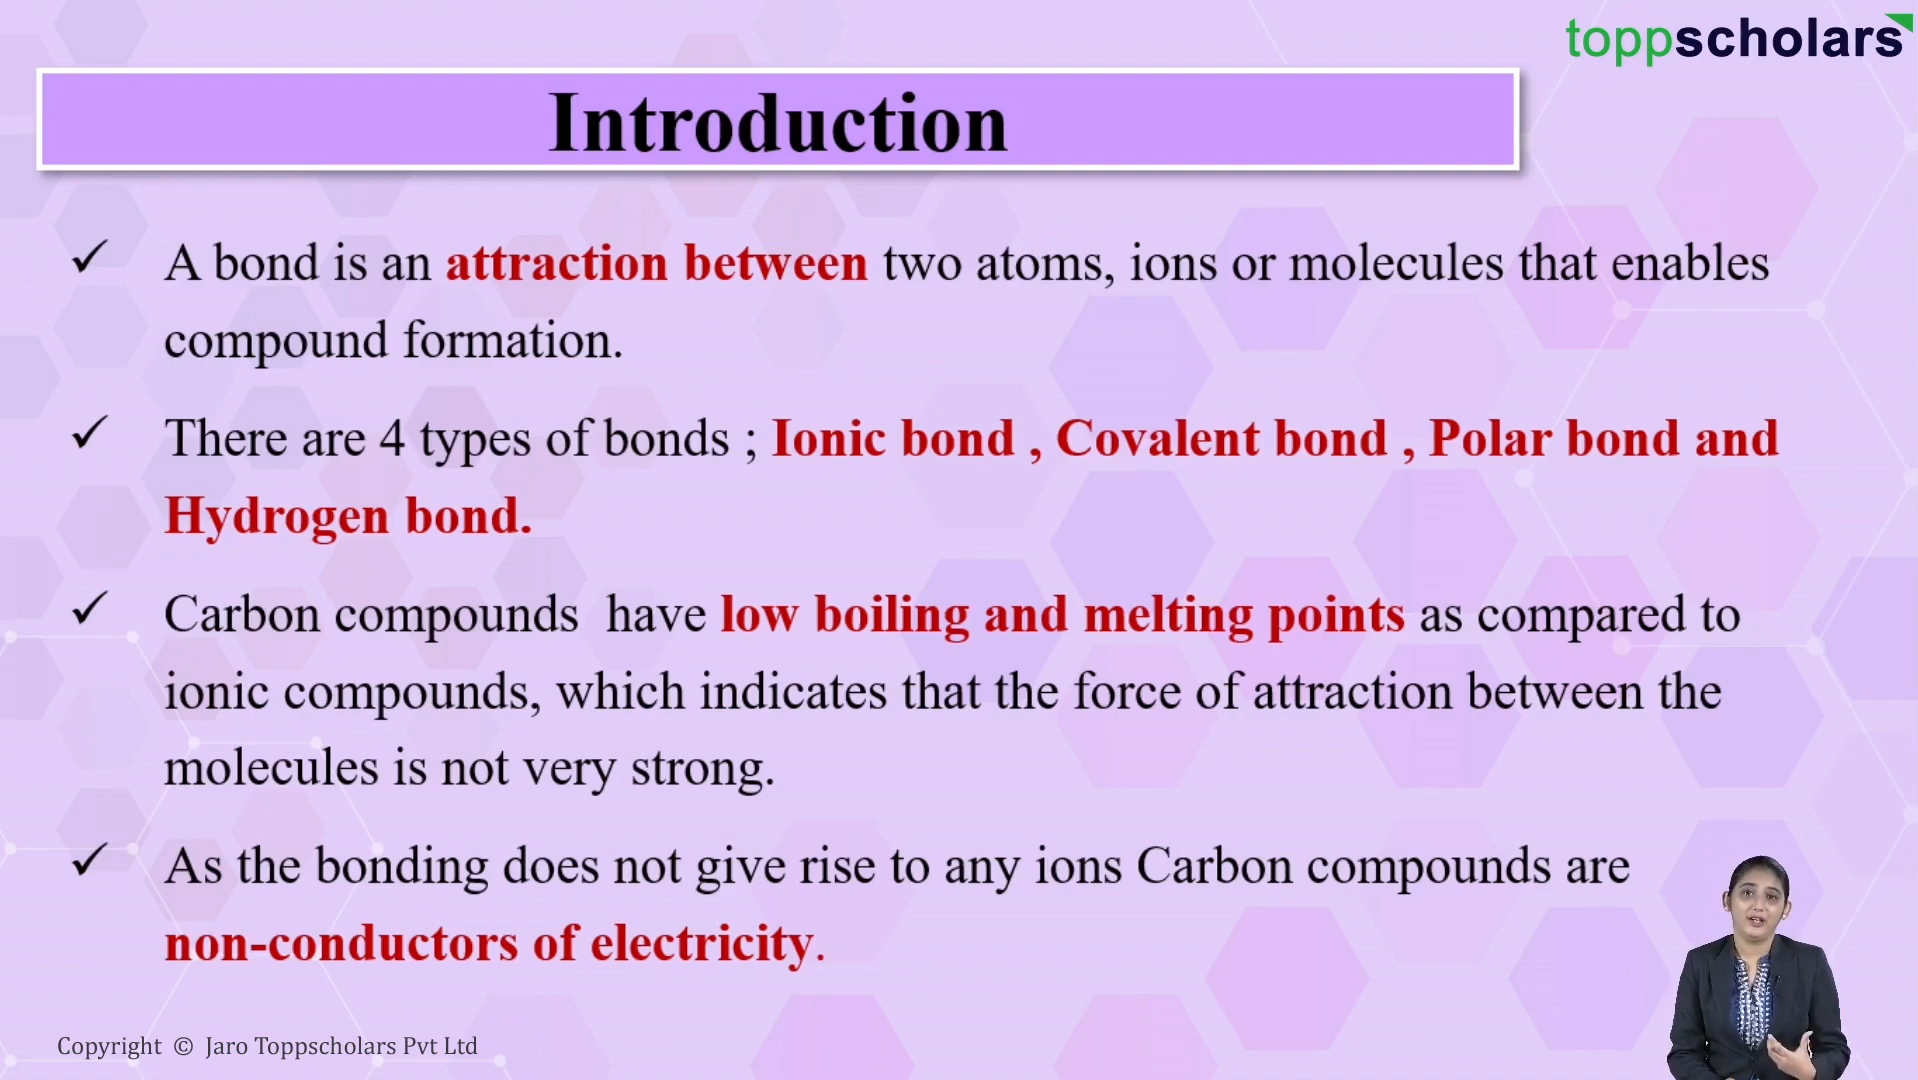 toppscholars
Introduction
✓ A bond is an attraction between two atoms, ions or molecules that enables
compound formation.
✓ There are 4 types of bonds ; Ionic bond , Covalent bond , Polar bond and
Hydrogen bond.
✓ Carbon compounds have low boiling and melting points as compared to
ionic compounds, which indicates that the force of attraction between the
molecules is not very strong.
✓ As the bonding does not give rise to any ions Carbon compounds are
non-conductors of electricity.
Copyright © Jaro Toppscholars Pvt Ltd